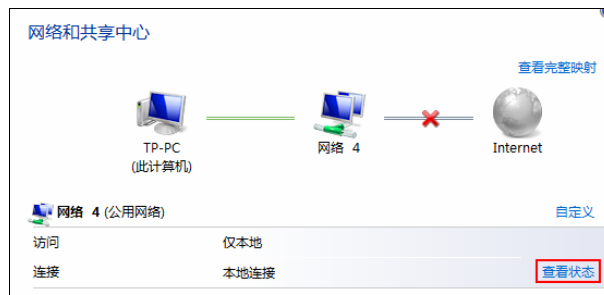 网络和共享中心
查看完整映射
TP-PC
(此计算机)
网络 4
Internet
网络 4 (公用网络)
自定义
访问 仅本地
连接 本地连接 查看状态